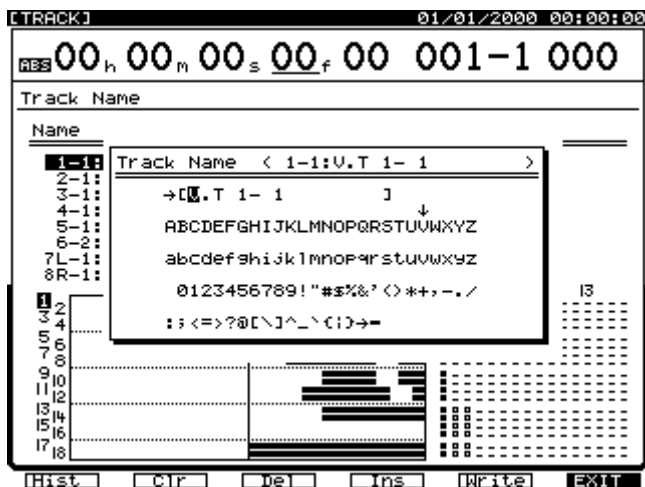 [TRACK] 01/01/2000 00:00:00
ABS 00h 00m 00s 00f 00 001-1 000
Track Name
Name
1-1:
2-1:
3-1:
4-1:
5-1:
6-2:
7L-1:
8R-1:
Track Name < 1-1:V.T 1- 1 >
→[V.T 1- 1 ]
↓
ABCDEFGHIJKLMNOPQRSTUVWXYZ
abcdefghijklmnopqrstuvwxyz
0123456789!"#$%&'()*+,-./
:;<=>?@[\]^_`{|}→←
13
1 2
3 4
5 6
7 8
9 10
11 12
13 14
15 16
17 18
[Hist] [Clr] [Del] [Ins] [Write] EXIT